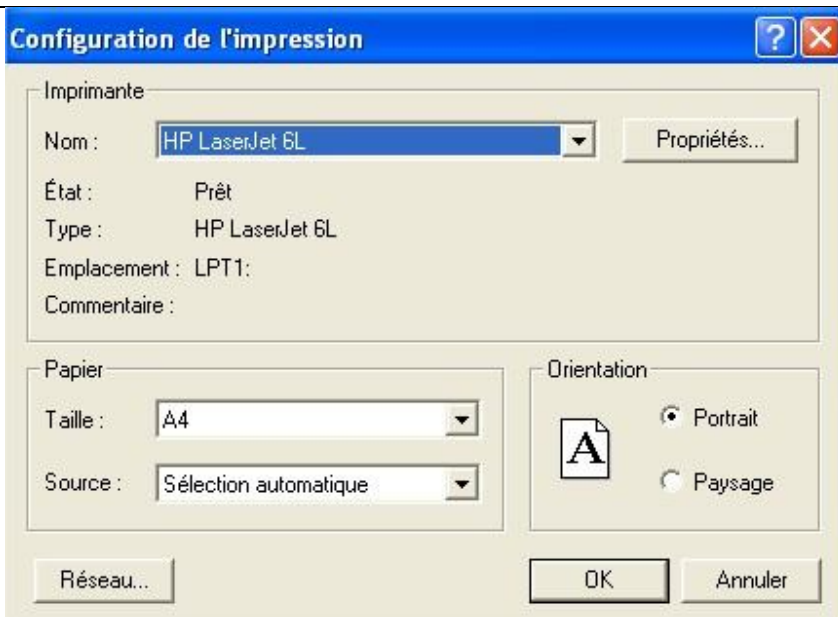 Configuration de l'impression
Imprimante
Nom : HP LaserJet 6L Propriétés...
État : Prêt
Type : HP LaserJet 6L
Emplacement : LPT1:
Commentaire :
Papier
Taille : A4
Source : Sélection automatique
Orientation
A
Portrait
Paysage
Réseau... OK Annuler